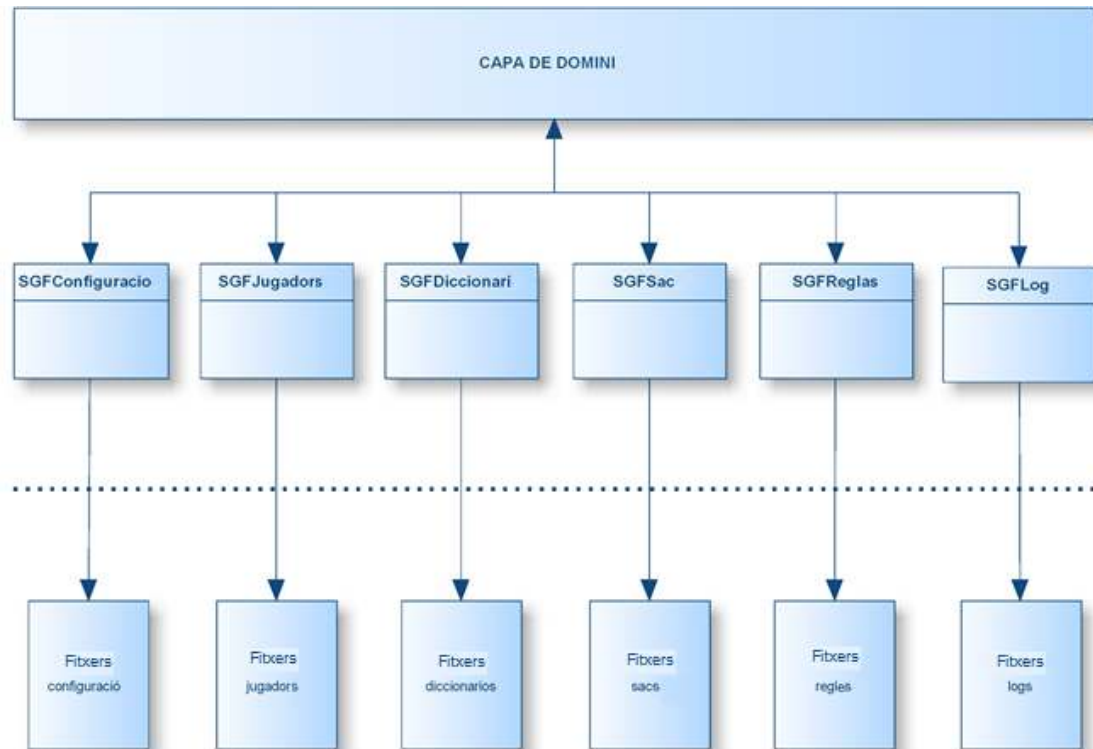 CAPA DE DOMINI
SGFConfiguracio
SGFJugadors
SGFDiccionari
SGFSac
SGFReglas
SGFLog
Fitxers
configuració
Fitxers
jugadors
Fitxers
diccionarios
Fitxers
sacs
Fitxers
regles
Fitxers
logs